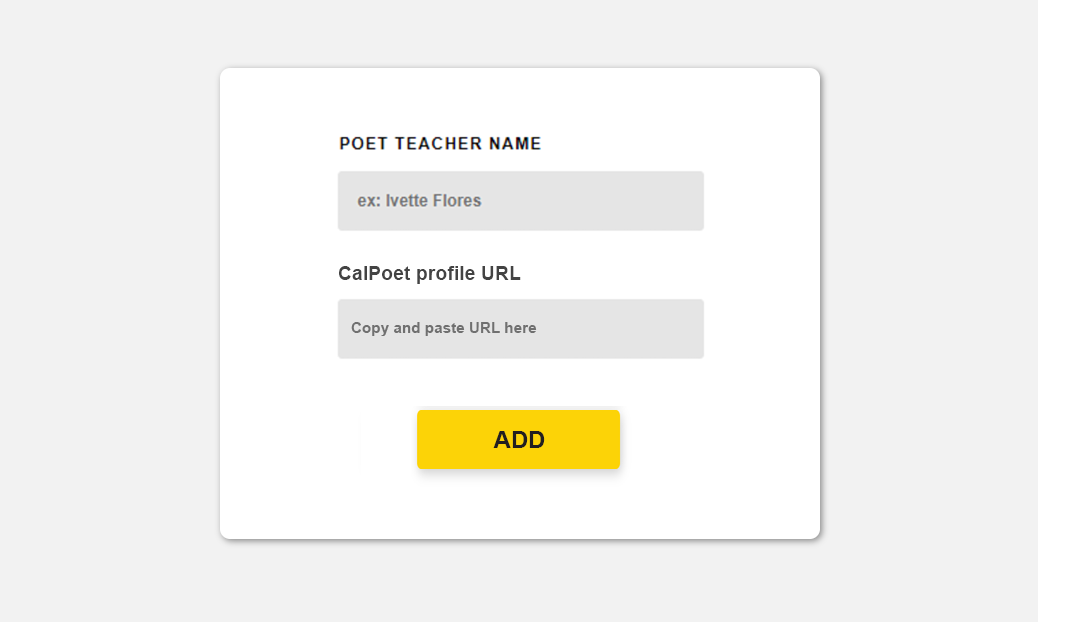 POET TEACHER NAME
ex: Ivette Flores
CalPoet profile URL
Copy and paste URL here
ADD